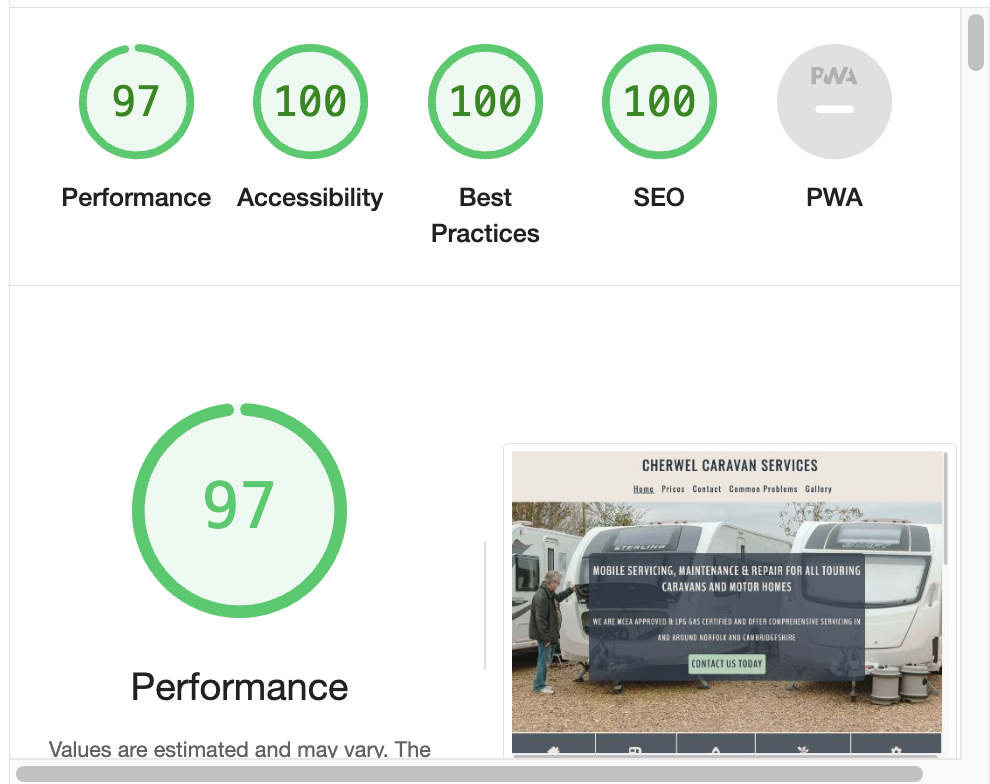 97
100
100
100
PWA
Performance
Accessibility
Best
Practices
SEO
PWA
97
Performance
Values are estimated and may vary. The
CHERWEL CARAVAN SERVICES
Home Prices Contact Common Problems Gallery
STERLING
MOBILE SERVICING, MAINTENANCE & REPAIR FOR ALL TOURING
CARAVANS AND MOTOR HOMES
WE ARE MCEA APPROVED & LPG GAS CERTIFIED AND OFFER COMPREHENSIVE SERVICING IN
AND AROUND NORFOLK AND CAMBRIDGESHIRE
CONTACT US TODAY